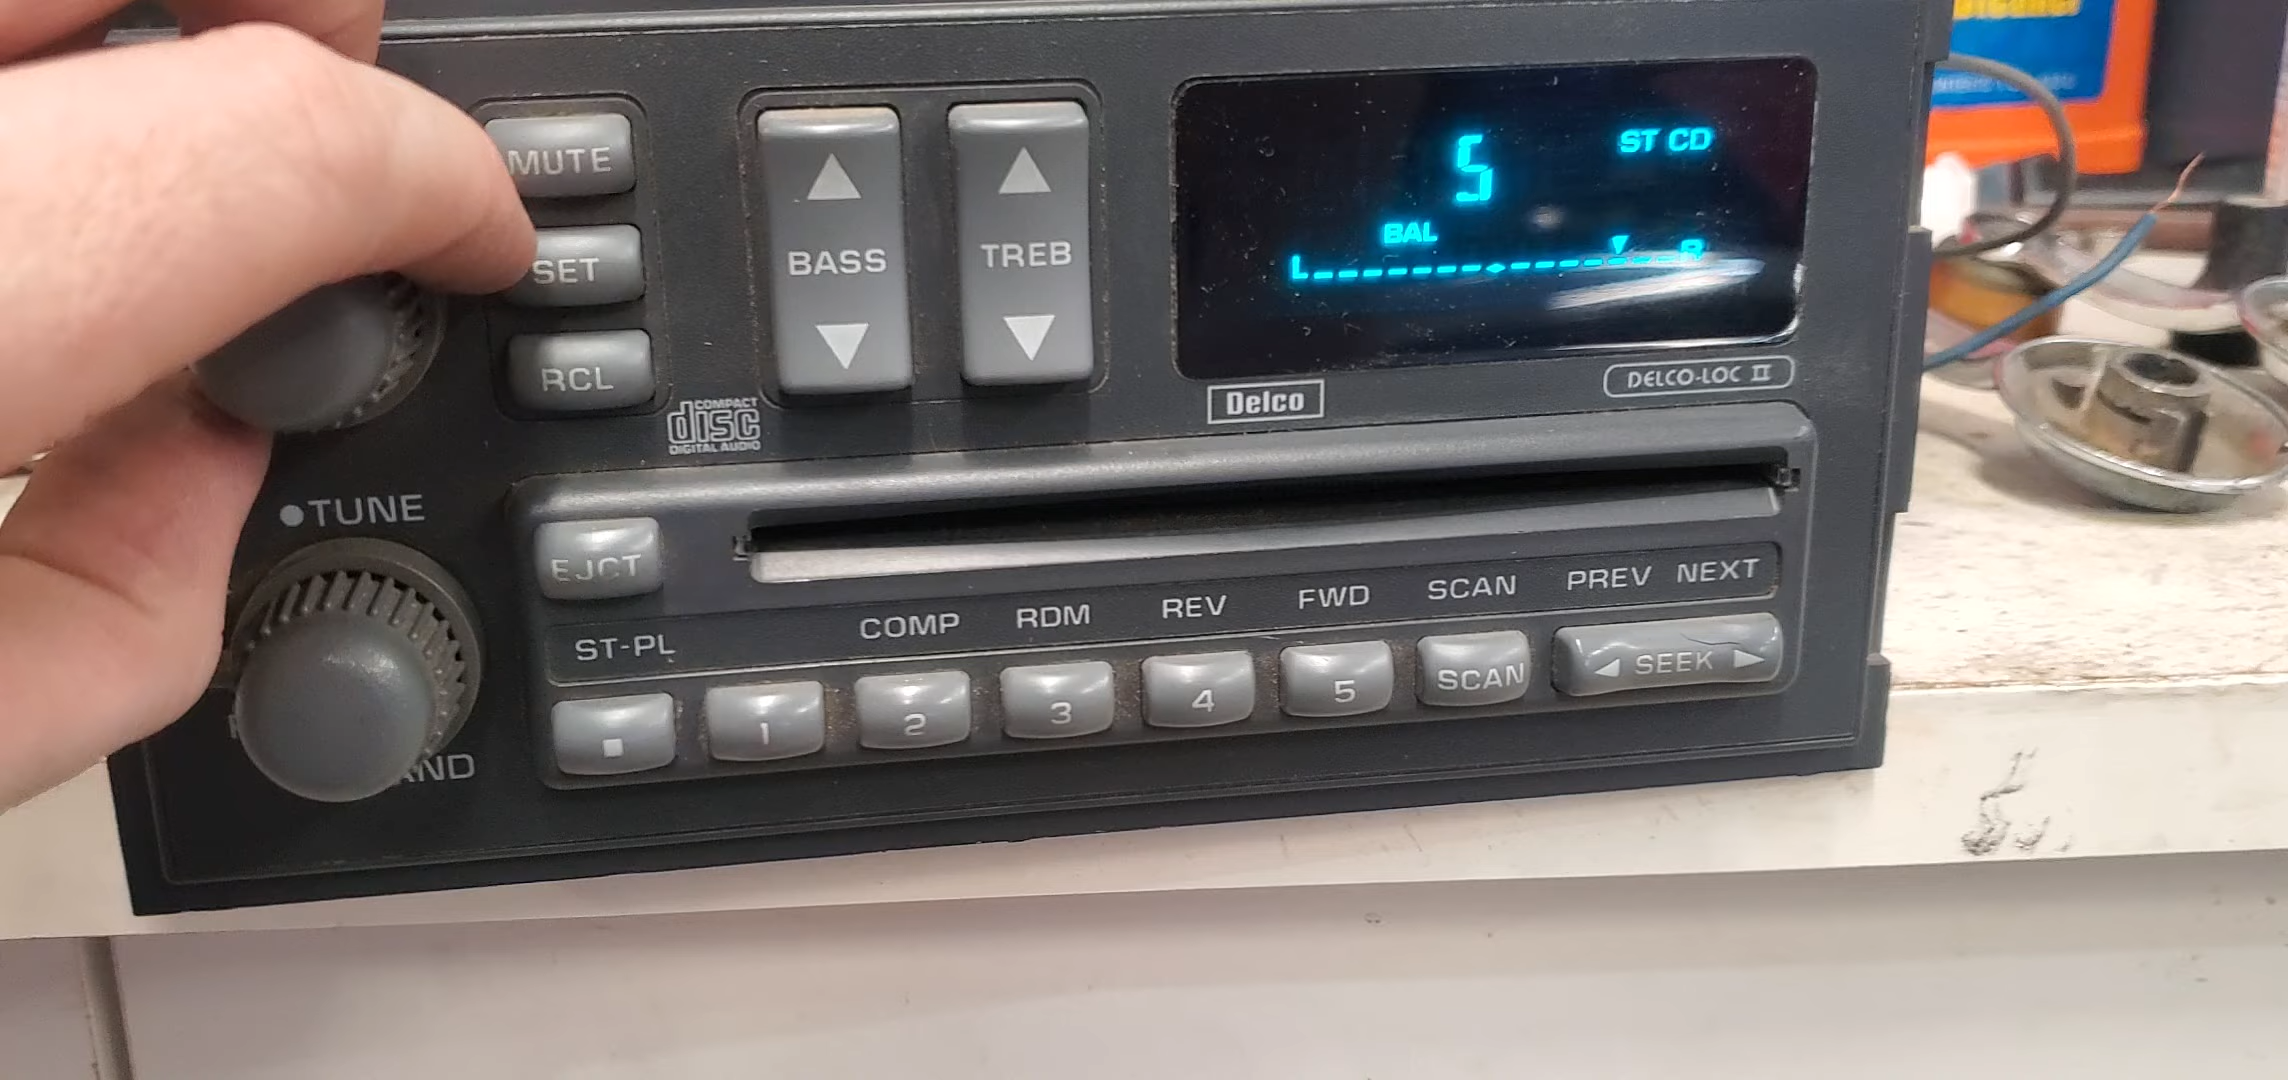 MUTE
SET
RCL
BASS
TREB
5
ST CD
BAL
L
R
Delco
DELCO-LOC II
COMPACT
disc
DIGITAL AUDIO
TUNE
EJCT
ST-PL
COMP
RDM
REV
FWD
SCAN
PREV
NEXT
1
2
3
4
5
SCAN
SEEK